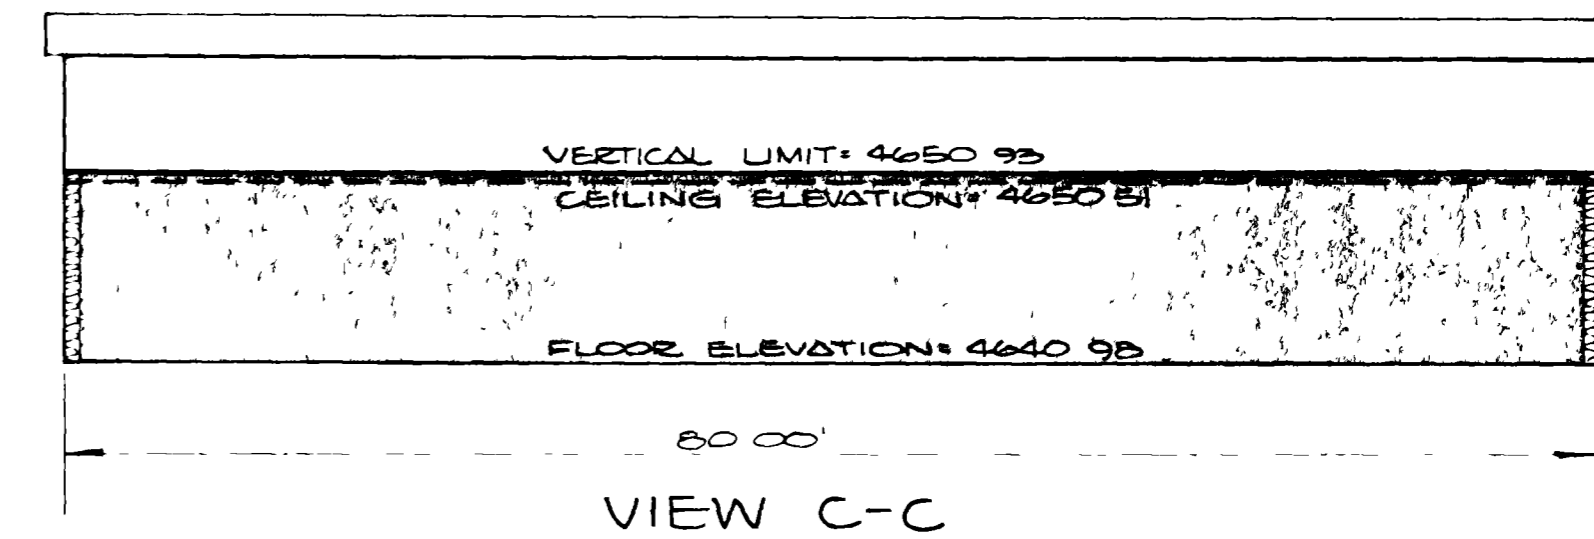 VERTICAL LIMIT= 4650 93
CEILING ELEVATION= 4650 51
FLOOR ELEVATION= 4640 98
80 00'
VIEW C-C